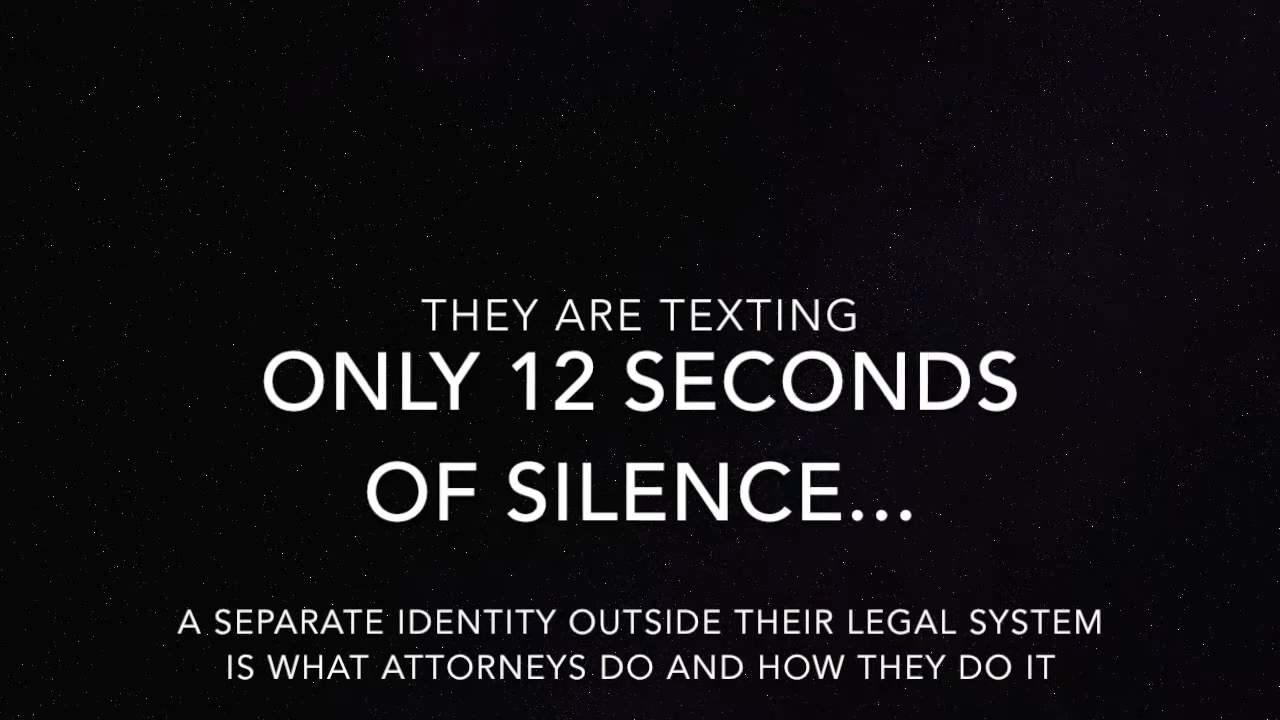 THEY ARE TEXTING
ONLY 12 SECONDS
OF SILENCE...
A SEPARATE IDENTITY OUTSIDE THEIR LEGAL SYSTEM
IS WHAT ATTORNEYS DO AND HOW THEY DO IT